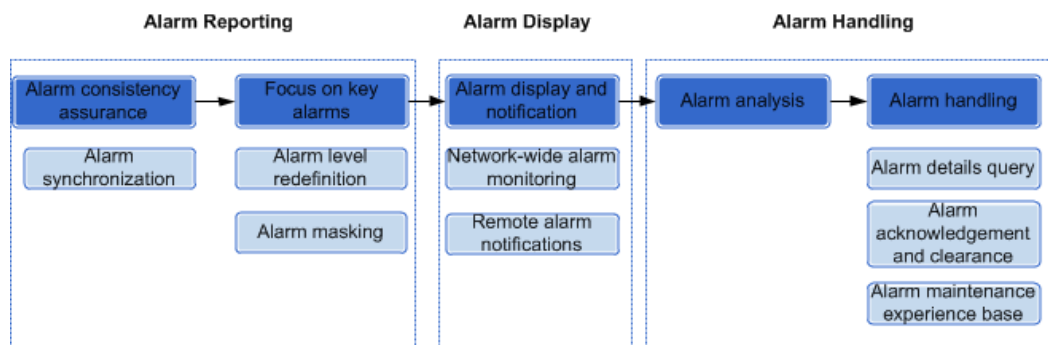 Alarm Reporting
Alarm Display
Alarm Handling
Alarm consistency
assurance
Focus on key
alarms
Alarm display and
notification
Alarm analysis
Alarm handling
Alarm
synchronization
Alarm level
redefinition
Alarm masking
Network-wide alarm
monitoring
Remote alarm
notifications
Alarm details query
Alarm
acknowledgement
and clearance
Alarm maintenance
experience base